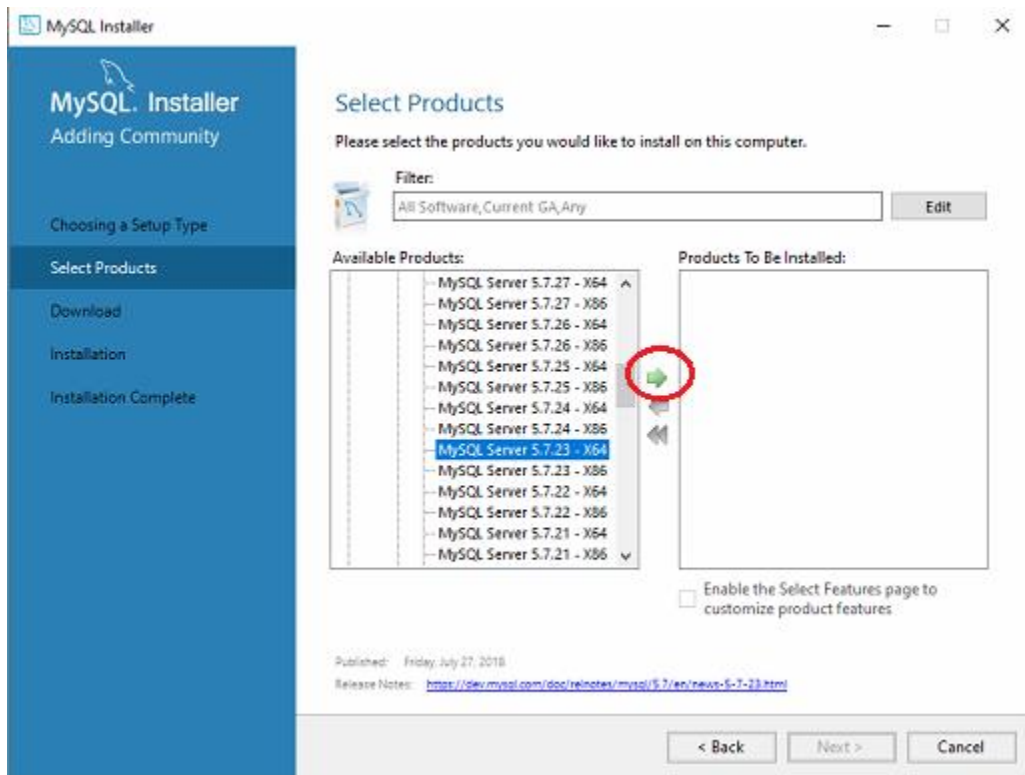 MySQL Installer
MySQL. Installer
Adding Community
Choosing a Setup Type
Select Products
Download
Installation
Installation Complete
Select Products
Please select the products you would like to install on this computer.
Filter:
All Software,Current GA,Any
Edit
Available Products:
MySQL Server 5.7.27 - X64
MySQL Server 5.7.27 - X86
MySQL Server 5.7.26 - X64
MySQL Server 5.7.26 - X86
MySQL Server 5.7.25 - X64
MySQL Server 5.7.25 - X86
MySQL Server 5.7.24 - X64
MySQL Server 5.7.24 - X86
MySQL Server 5.7.23 - X64
MySQL Server 5.7.23 - X86
MySQL Server 5.7.22 - X64
MySQL Server 5.7.22 - X86
MySQL Server 5.7.21 - X64
MySQL Server 5.7.21 - X86
Products To Be Installed:
Enable the Select Features page to
customize product features
Published: Friday, July 27, 2018
Release Notes: https://dev.mysql.com/doc/relnotes/mysql/5.7/en/news-5-7-23.html
< Back
Next >
Cancel